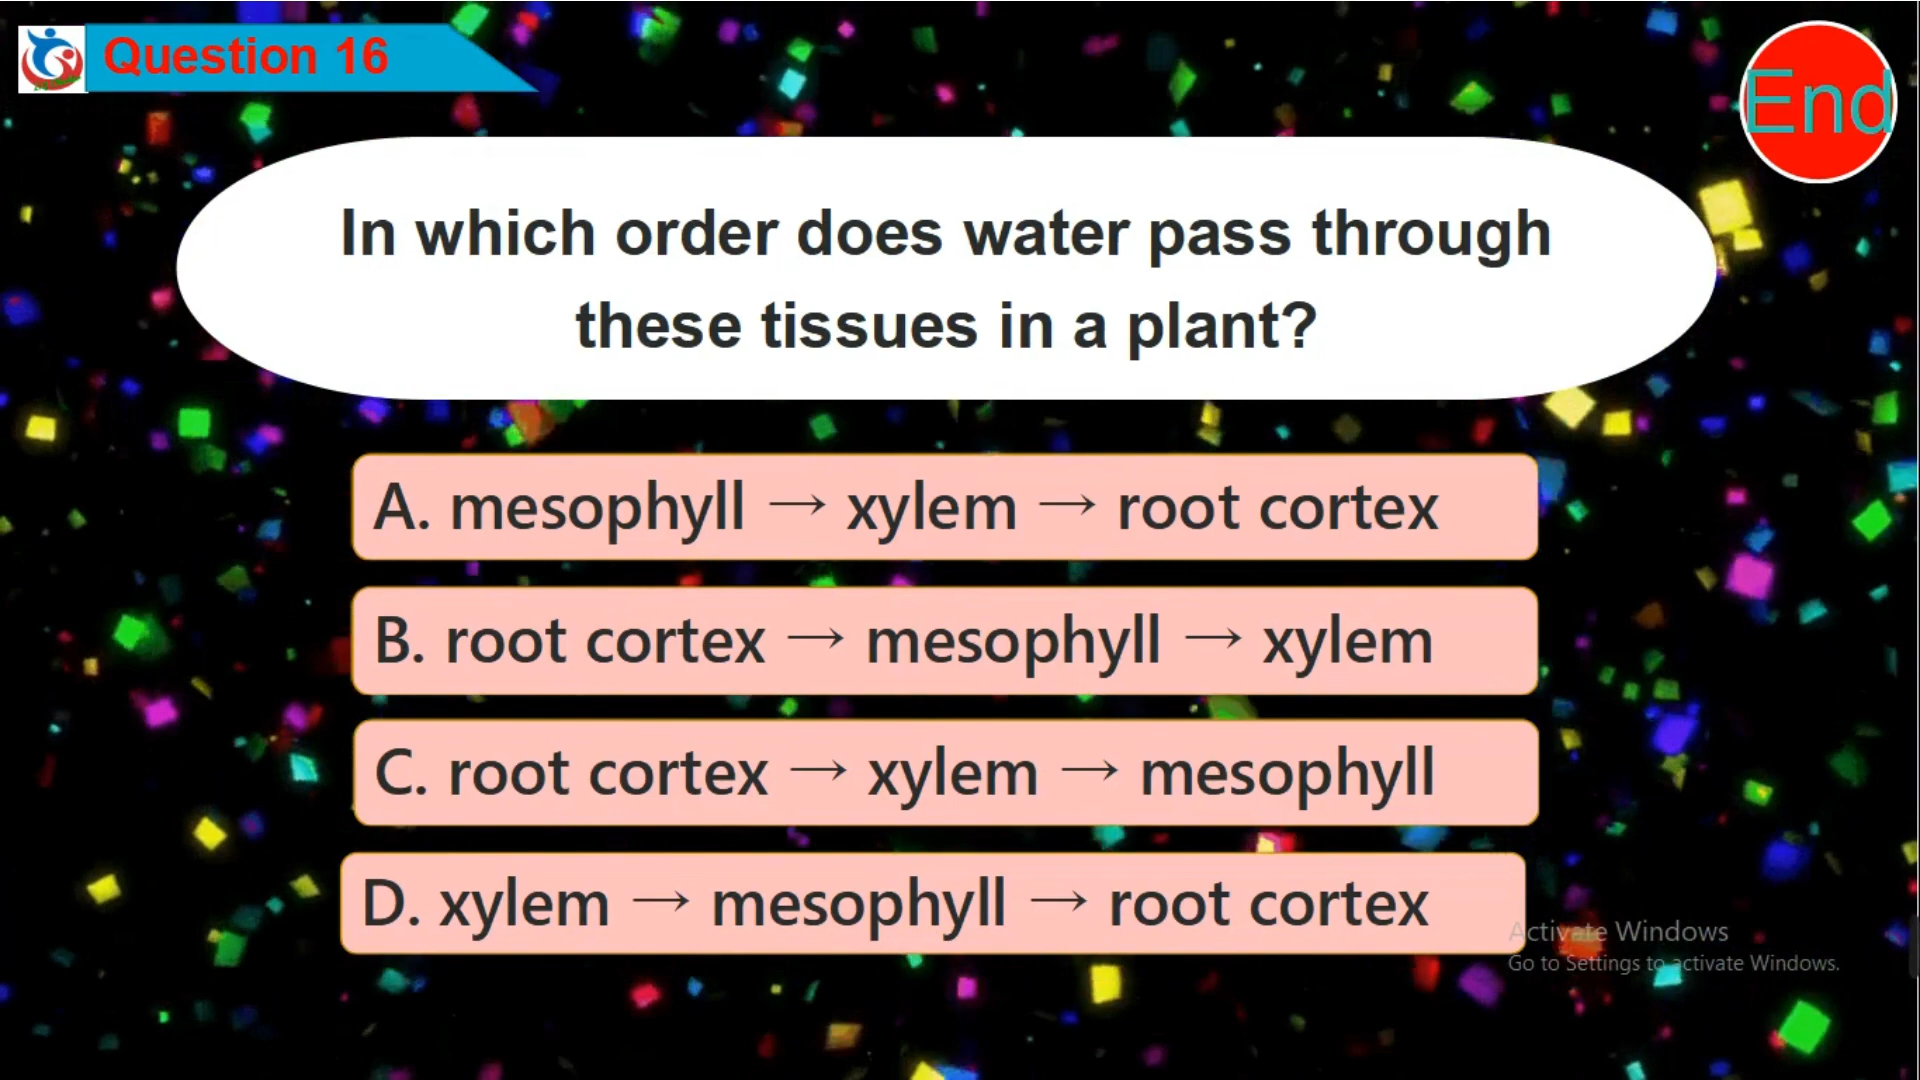 Question 16
End
In which order does water pass through
these tissues in a plant?
A. mesophyll → xylem → root cortex
B. root cortex → mesophyll → xylem
C. root cortex → xylem → mesophyll
D. xylem → mesophyll → root cortex
Activate Windows
Go to Settings to activate Windows.